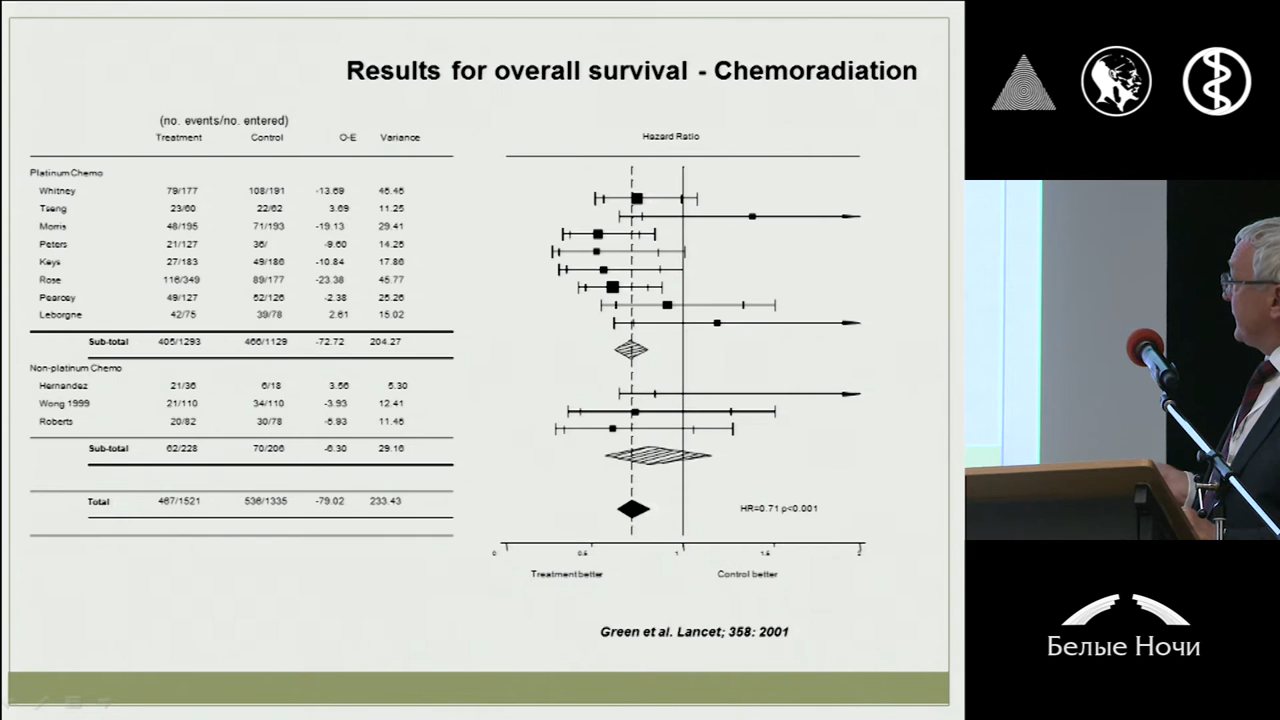 Results for overall survival - Chemoradiation
(no. events/no. entered)
Treatment Control O-E Variance Hazard Ratio
Platinum Chemo
Whitney 79/177 108/191 -13.69 45.45
Tseng 23/60 22/62 3.69 11.25
Morris 48/195 71/193 -19.13 29.41
Peters 21/127 36/ -9.60 14.25
Keys 27/183 49/186 -10.84 17.86
Rose 116/349 89/177 -23.38 45.77
Pearcey 49/127 52/126 -2.38 25.26
Leborgne 42/75 39/78 2.61 15.02
Sub-total 405/1293 466/1129 -72.72 204.27
Non-platinum Chemo
Hernandez 21/36 6/18 3.56 5.30
Wong 1999 21/110 34/110 -3.93 12.41
Roberts 20/82 30/78 -5.93 11.45
Sub-total 62/228 70/206 -6.30 29.16
Total 467/1521 536/1335 -79.02 233.43
HR=0.71 p<0.001
0 0.5 1 1.5 2
Treatment better Control better
Green et al. Lancet; 358: 2001
Белые Ночи